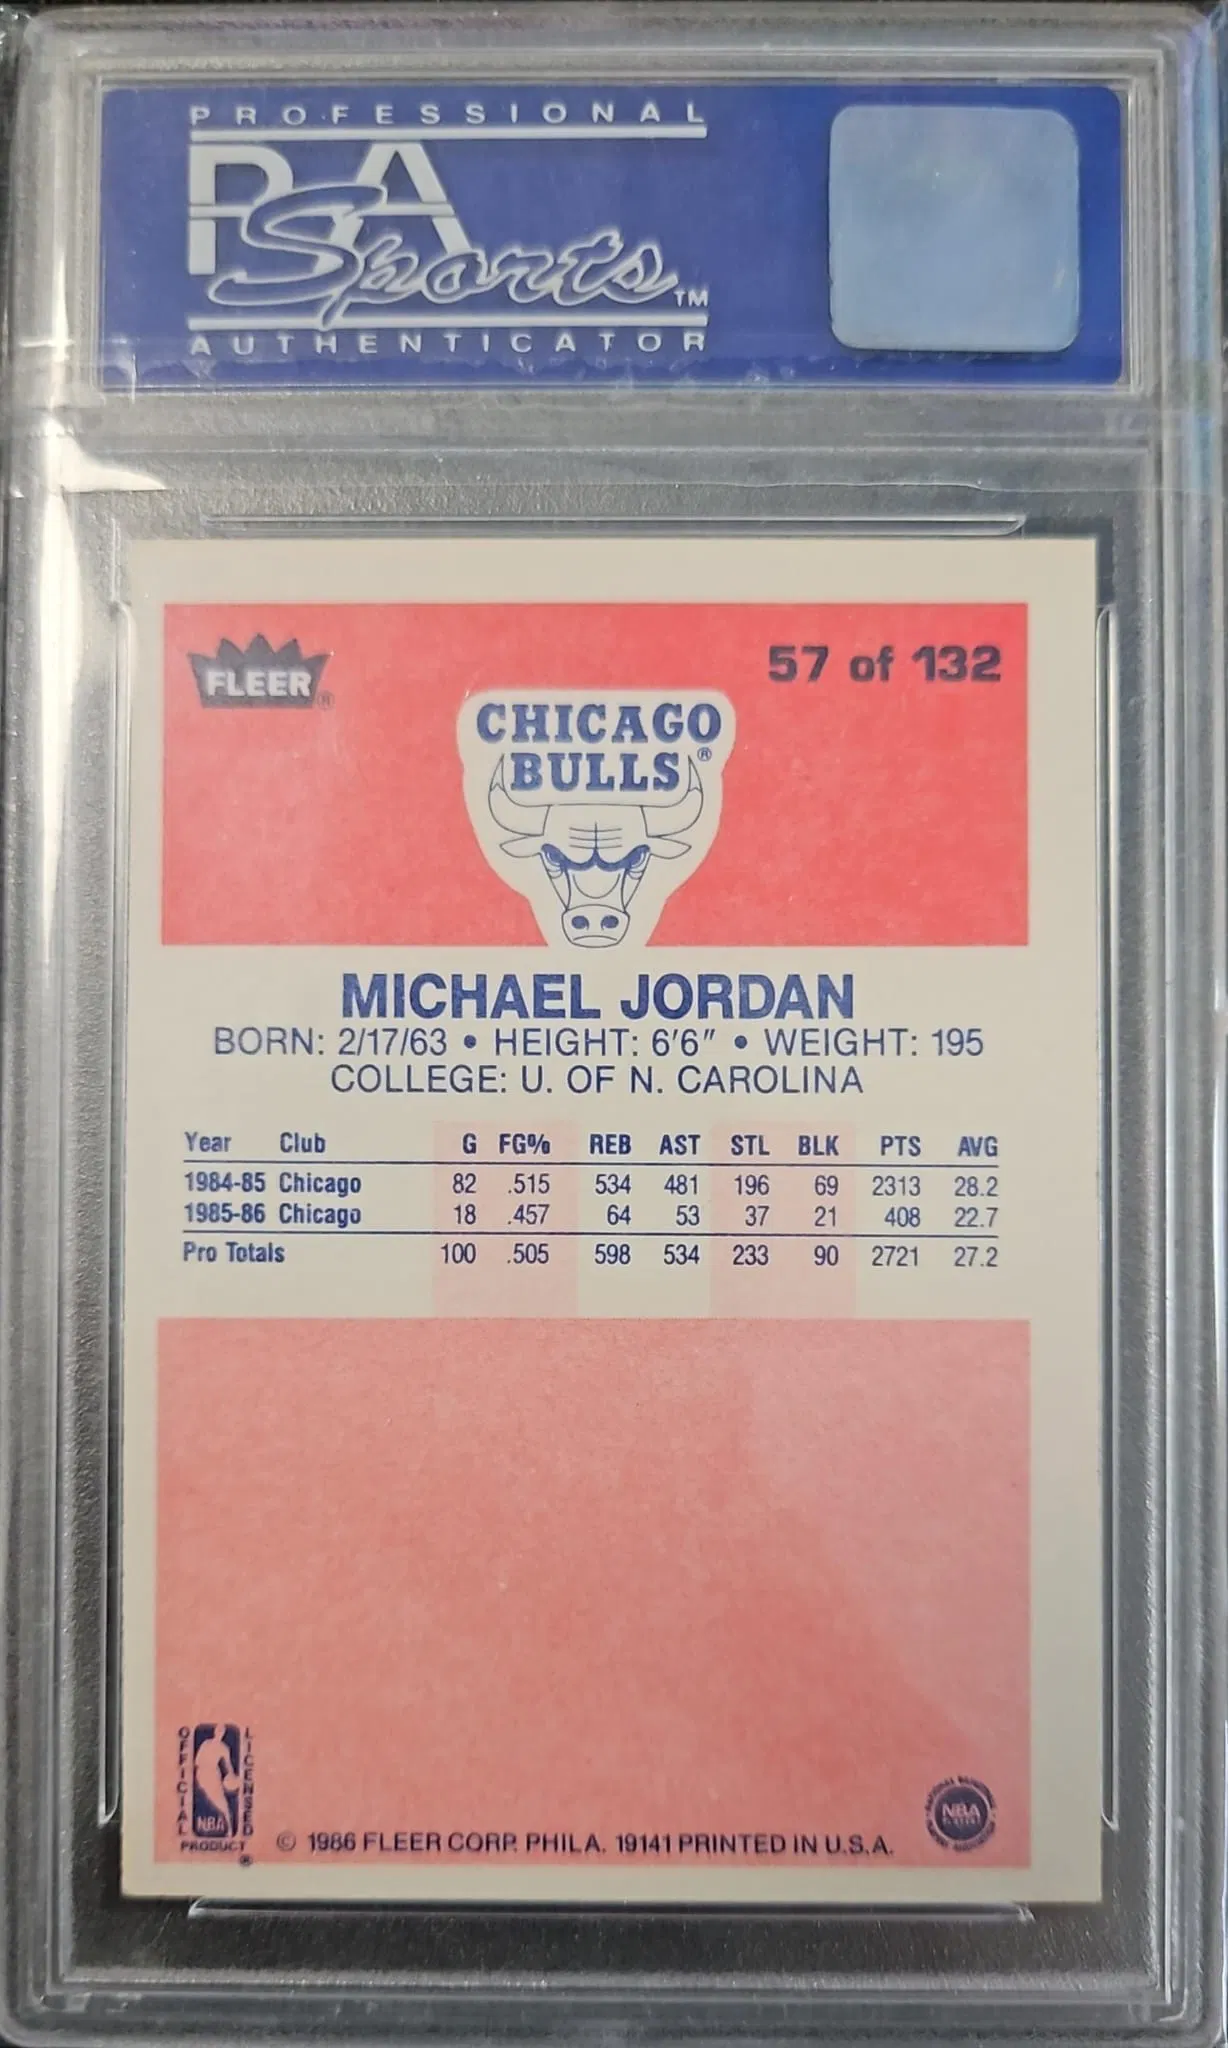 PROFESSIONAL
PSA
Sports™
AUTHENTICATOR
FLEER®
57 of 132
CHICAGO
BULLS®
MICHAEL JORDAN
BORN: 2/17/63 • HEIGHT: 6'6" • WEIGHT: 195
COLLEGE: U. OF N. CAROLINA
Year Club G FG% REB AST STL BLK PTS AVG
1984-85 Chicago 82 .515 534 481 196 69 2313 28.2
1985-86 Chicago 18 .457 64 53 37 21 408 22.7
Pro Totals 100 .505 598 534 233 90 2721 27.2
OFFICIAL
LICENSED
NBA
PRODUCT®
© 1986 FLEER CORP. PHILA. 19141 PRINTED IN U.S.A.
NBA